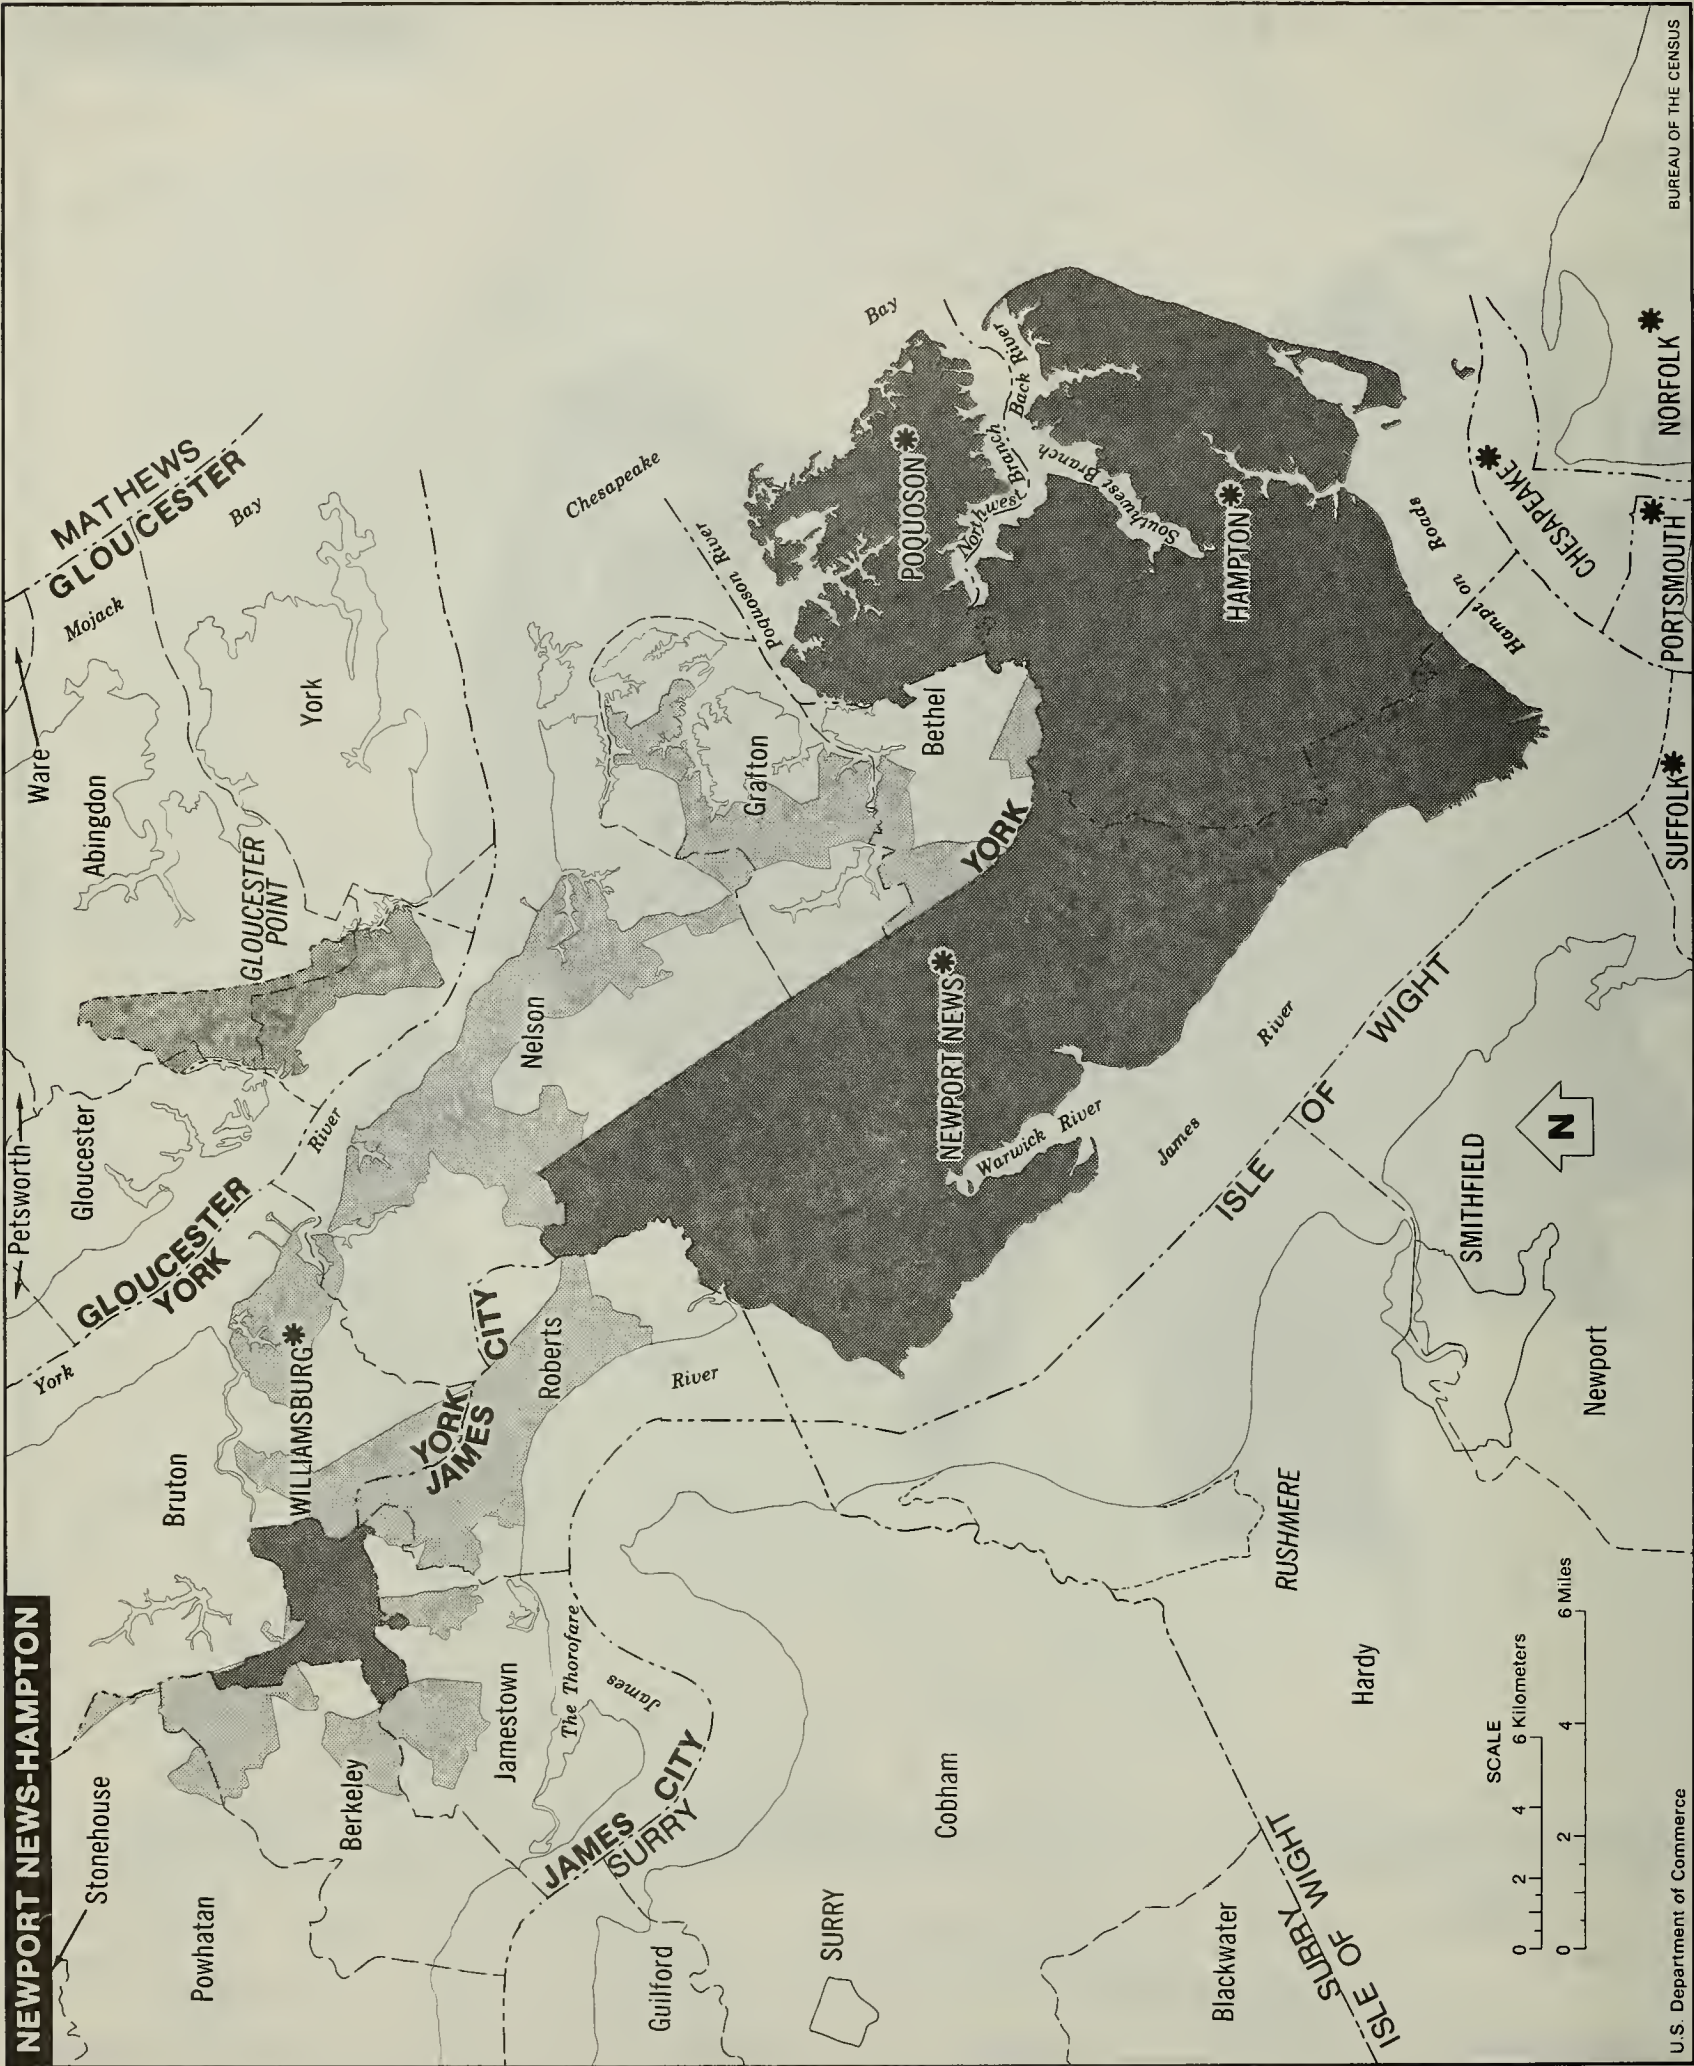 NEWPORT NEWS-HAMPTON
Stonehouse
Powhatan
Bruton
Berkeley
Jamestown
Petsworth
Gloucester
GLOUCESTER
YORK
York
River
WILLIAMSBURG
YORK
JAMES
CITY
Roberts
The Thorofare
James
River
JAMES CITY
SURRY
Guilford
SURRY
Cobham
Blackwater
SURRY
ISLE OF WIGHT
Hardy
RUSHMERE
Ware
Abingdon
MATHEWS
GLOUCESTER
Mojack
Bay
York
GLOUCESTER
POINT
Nelson
Grafton
Bethel
YORK
Chesapeake
Bay
Poquoson River
POQUOSON
Northwest Branch
Back River
Southwest Branch
HAMPTON
NEWPORT NEWS
Warwick River
James
River
ISLE OF WIGHT
SMITHFIELD
Newport
Hampton
Roads
CHESAPEAKE
NORFOLK
PORTSMOUTH
SUFFOLK
N
SCALE
0 2 4 6 Kilometers
0 2 4 6 Miles
U.S. Department of Commerce
BUREAU OF THE CENSUS